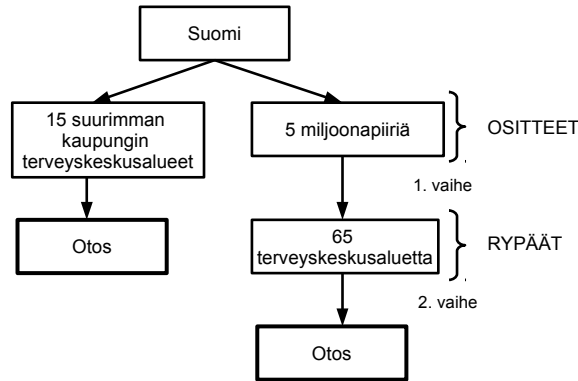 Suomi
15 suurimman
kaupungin
terveyskeskusalueet
5 miljoonapiiriä
OSITTEET
1. vaihe
Otos
65
terveyskeskusaluetta
RYPÄÄT
2. vaihe
Otos